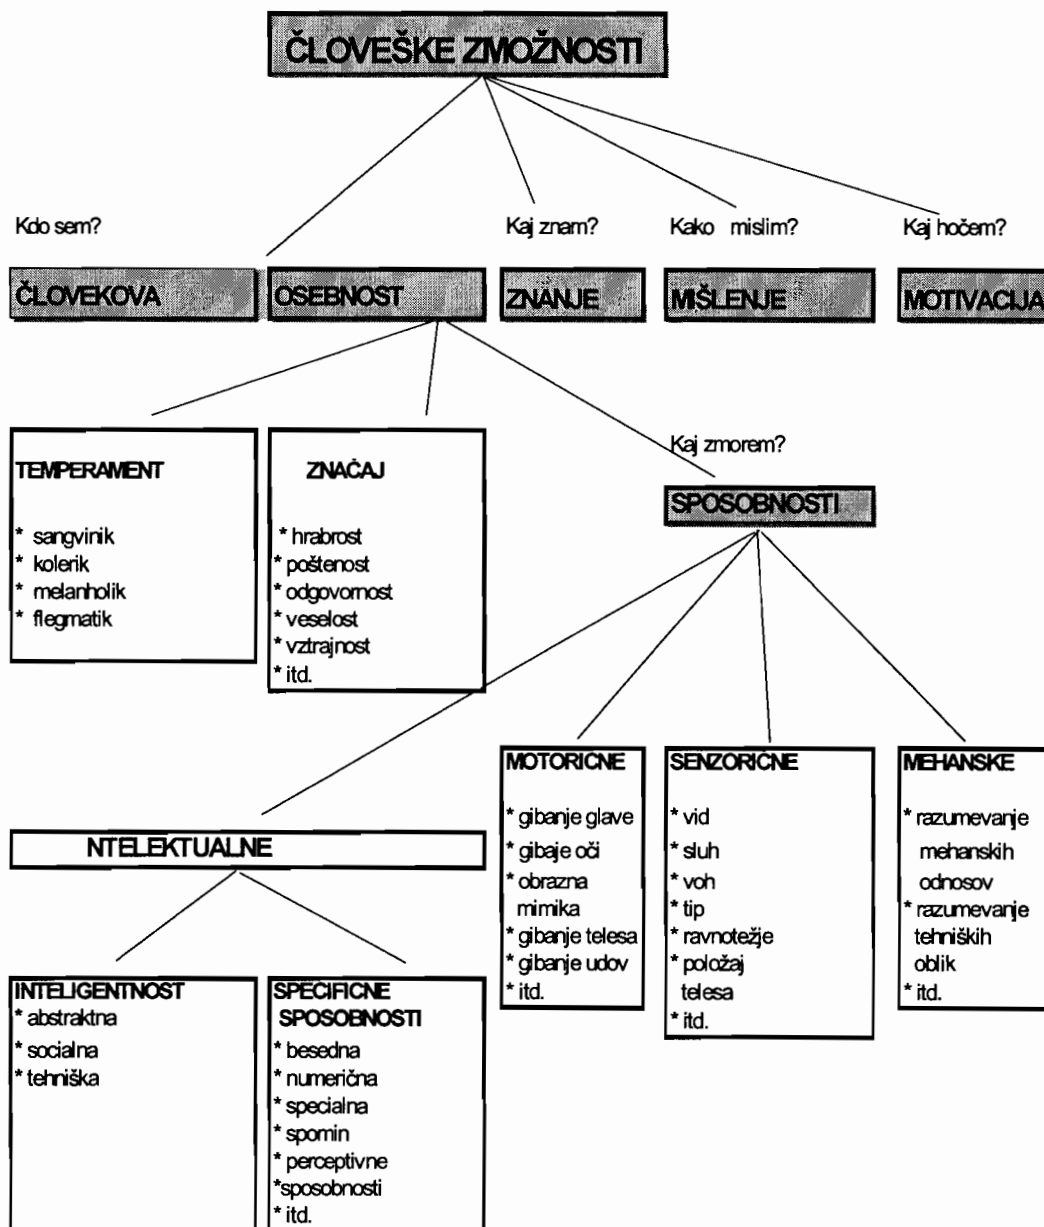 ČLOVEŠKE ZMOŽNOSTI
Kdo sem?
Kaj znam?
Kako mislim?
Kaj hočem?
ČLOVEKOVA
OSEBNOST
ZNANJE
MIŠLENJE
MOTIVACIJA
TEMPERAMENT
* sangvinik
* kolerik
* melanholik
* flegmatik
ZNAČAJ
* hrabrost
* poštenost
* odgovornost
* veselost
* vztrajnost
* itd.
Kaj zmorem?
SPOSOBNOSTI
MOTORIČNE
* gibanje glave
* gibaje oči
* obrazna
mimika
* gibanje telesa
* gibanje udov
* itd.
SENZORIČNE
* vid
* sluh
* voh
* tip
* ravnotežje
* položaj
telesa
* itd.
MEHANSKE
* razumevanje
mehanskih
odnosov
* razumevanje
tehniških
oblik
* itd.
NTELEKTUALNE
INTELIGENTNOST
* abstraktna
* socialna
* tehniška
SPECIFIČNE
SPOSOBNOSTI
* besedna
* numerična
* specialna
* spomin
* perceptivne
*sposobnosti
* itd.